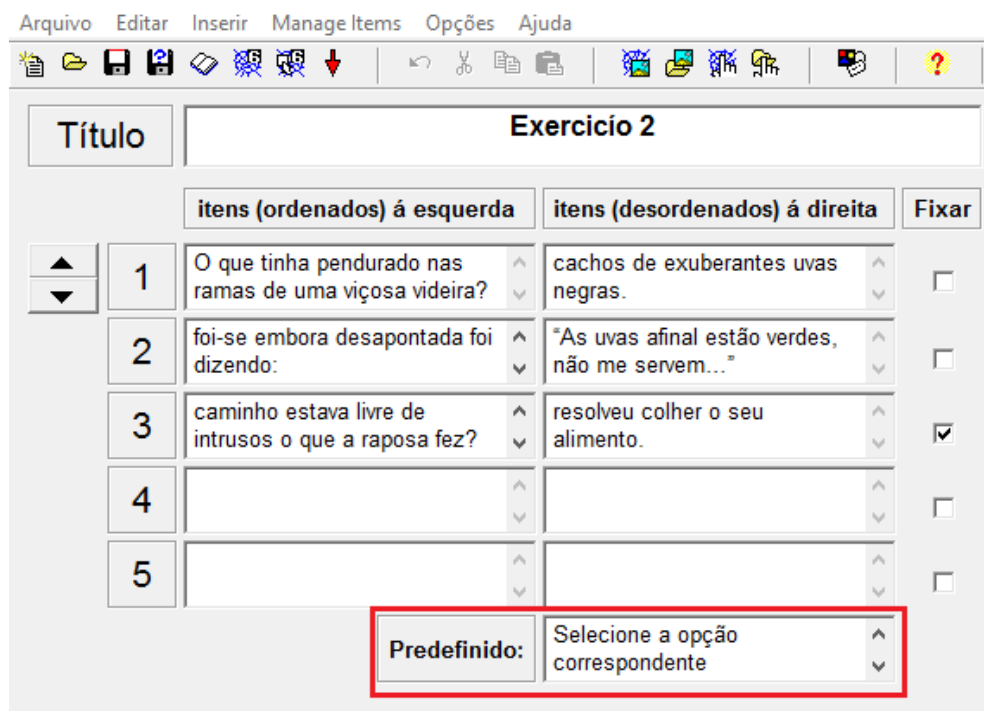 Arquivo Editar Inserir Manage Items Opções Ajuda
?
Título
Exercicío 2
itens (ordenados) á esquerda
itens (desordenados) á direita
Fixar
1
O que tinha pendurado nas
ramas de uma viçosa videira?
cachos de exuberantes uvas
negras.
2
foi-se embora desapontada foi
dizendo:
“As uvas afinal estão verdes,
não me servem...”
3
caminho estava livre de
intrusos o que a raposa fez?
resolveu colher o seu
alimento.
4
5
Predefinido:
Selecione a opção
correspondente